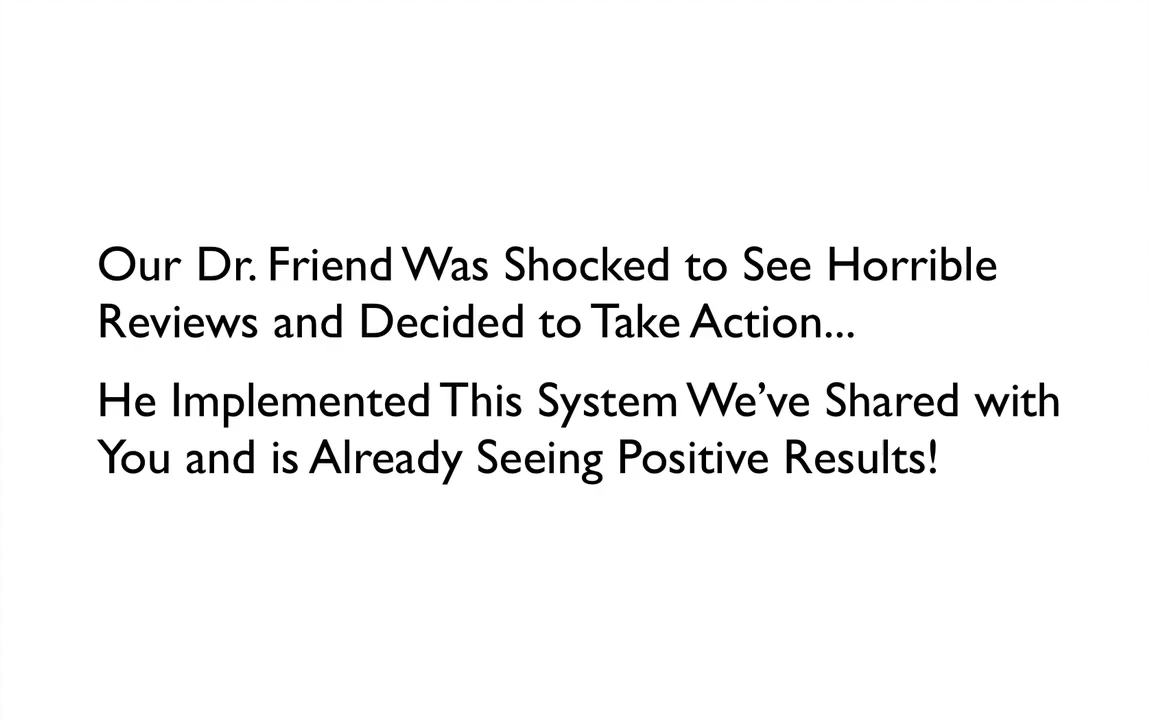 Our Dr. Friend Was Shocked to See Horrible
Reviews and Decided to Take Action...
He Implemented This System We’ve Shared with
You and is Already Seeing Positive Results!